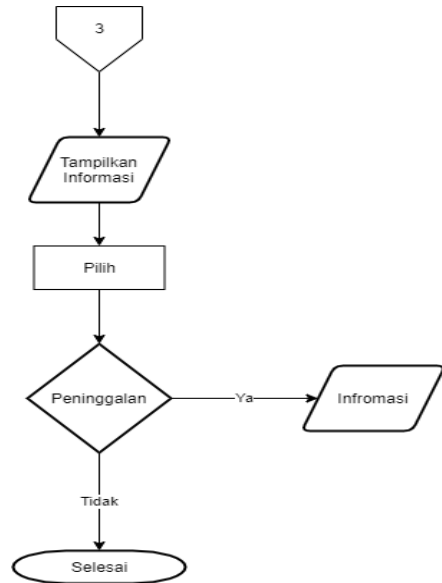 3
Tampilkan
Informasi
Pilih
Peninggalan
Ya
Infromasi
Tidak
Selesai